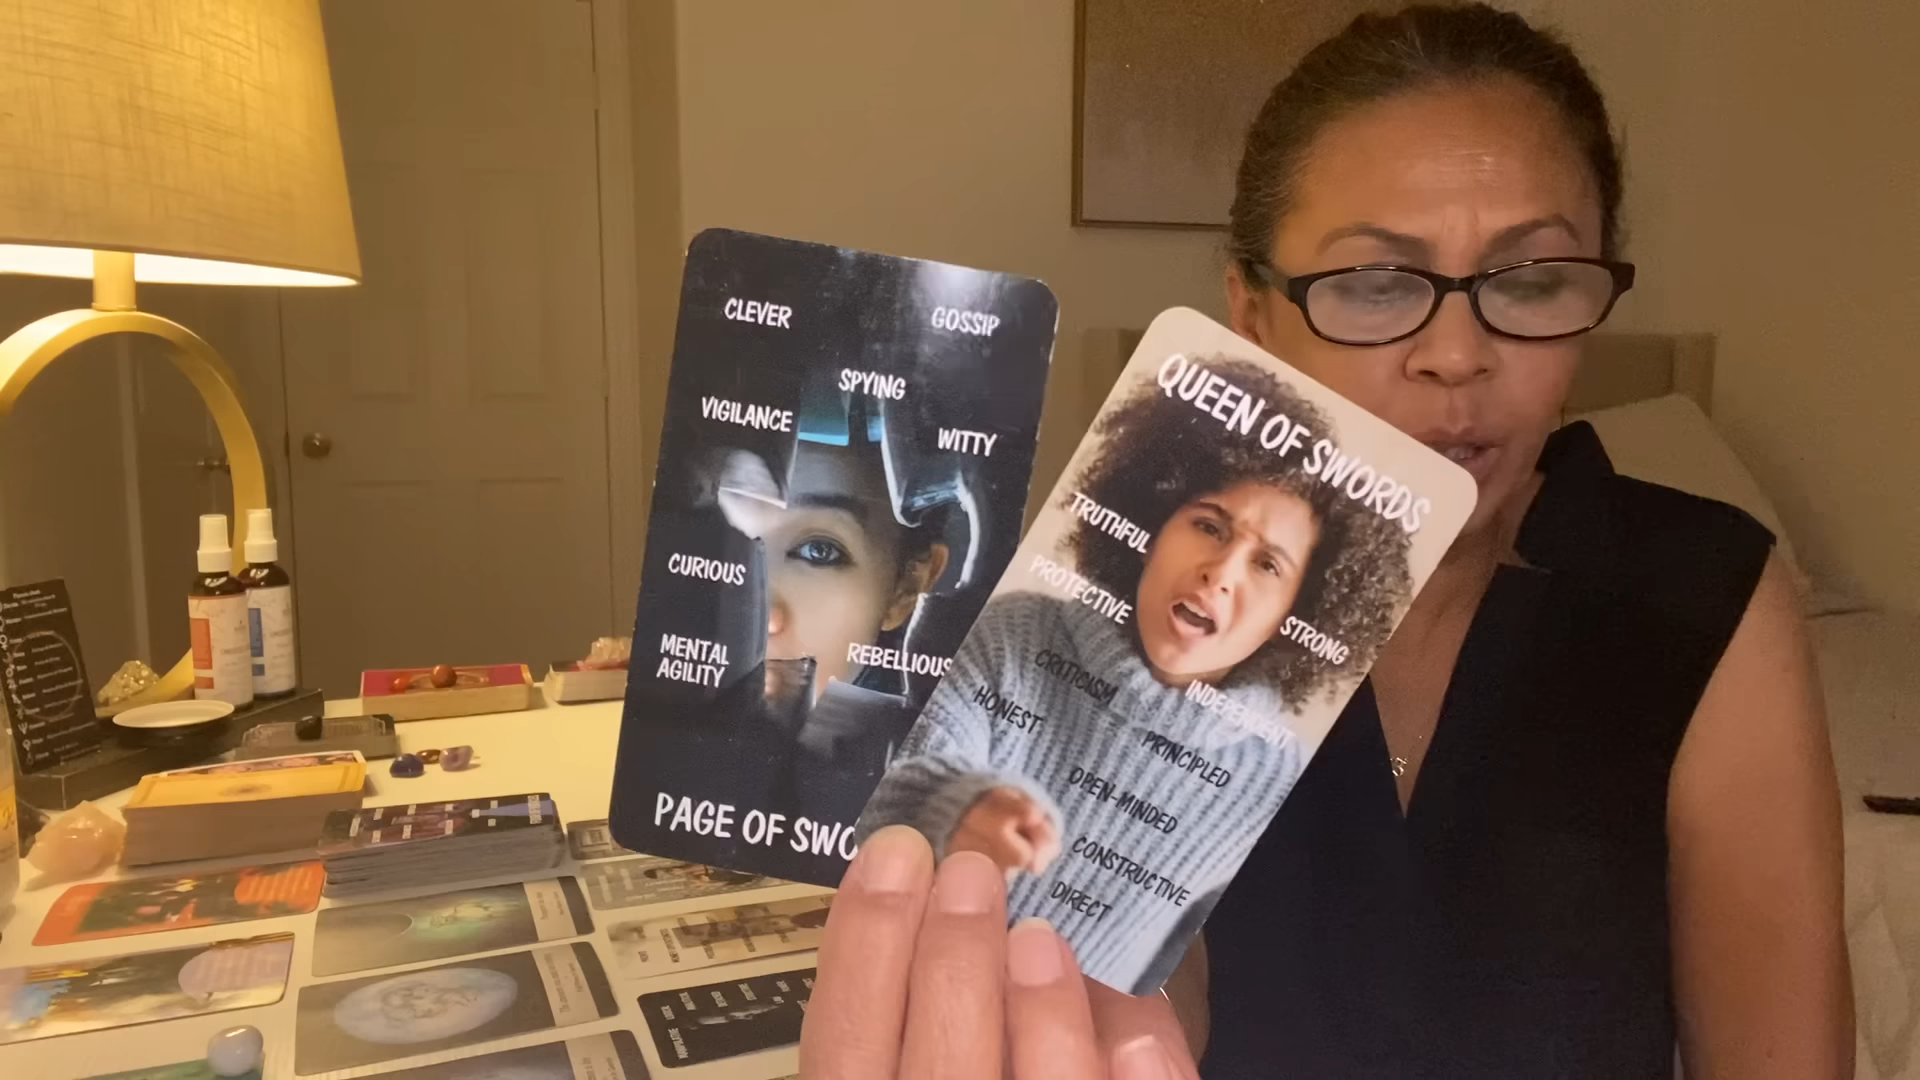 CLEVER
GOSSIP
SPYING
VIGILANCE
WITTY
CURIOUS
MENTAL
AGILITY
REBELLIOUS
PAGE OF SWO
QUEEN OF SWORDS
TRUTHFUL
PROTECTIVE
STRONG
CRITICISM
INDEPENDENT
HONEST
PRINCIPLED
OPEN-MINDED
CONSTRUCTIVE
DIRECT